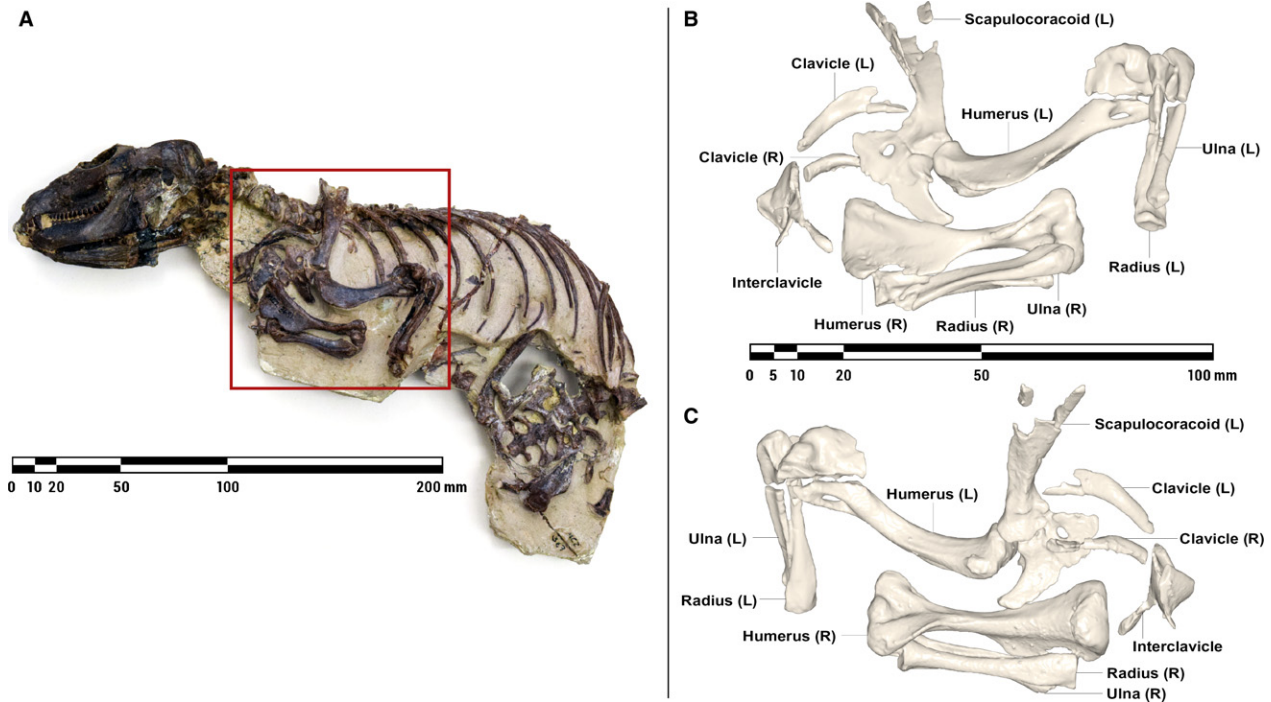 A
0 10 20 50 100 200 mm
B
Scapulocoracoid (L)
Clavicle (L)
Humerus (L)
Clavicle (R)
Ulna (L)
Interclavicle
Radius (L)
Ulna (R)
Humerus (R)
Radius (R)
0 5 10 20 50 100 mm
C
Scapulocoracoid (L)
Humerus (L)
Clavicle (L)
Ulna (L)
Clavicle (R)
Radius (L)
Humerus (R)
Interclavicle
Radius (R)
Ulna (R)